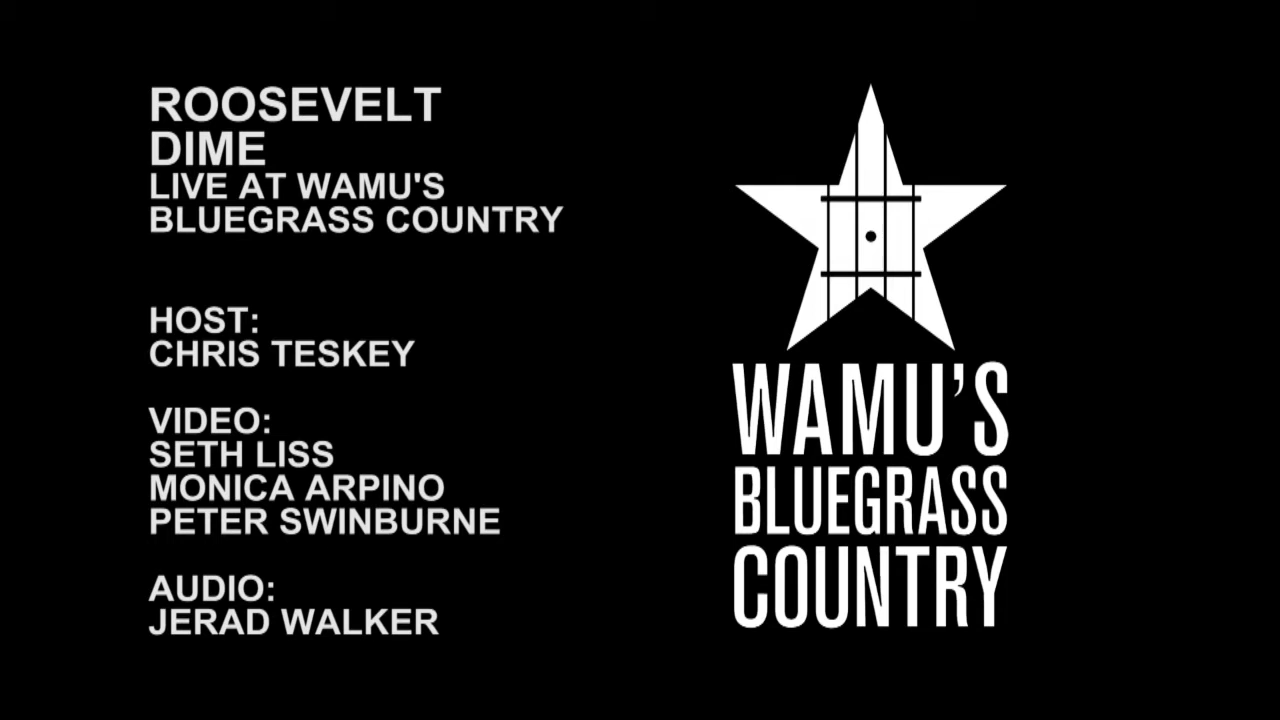 ROOSEVELT
DIME
LIVE AT WAMU'S
BLUEGRASS COUNTRY
HOST:
CHRIS TESKEY
VIDEO:
SETH LISS
MONICA ARPINO
PETER SWINBURNE
AUDIO:
JERAD WALKER
WAMU'S
BLUEGRASS
COUNTRY